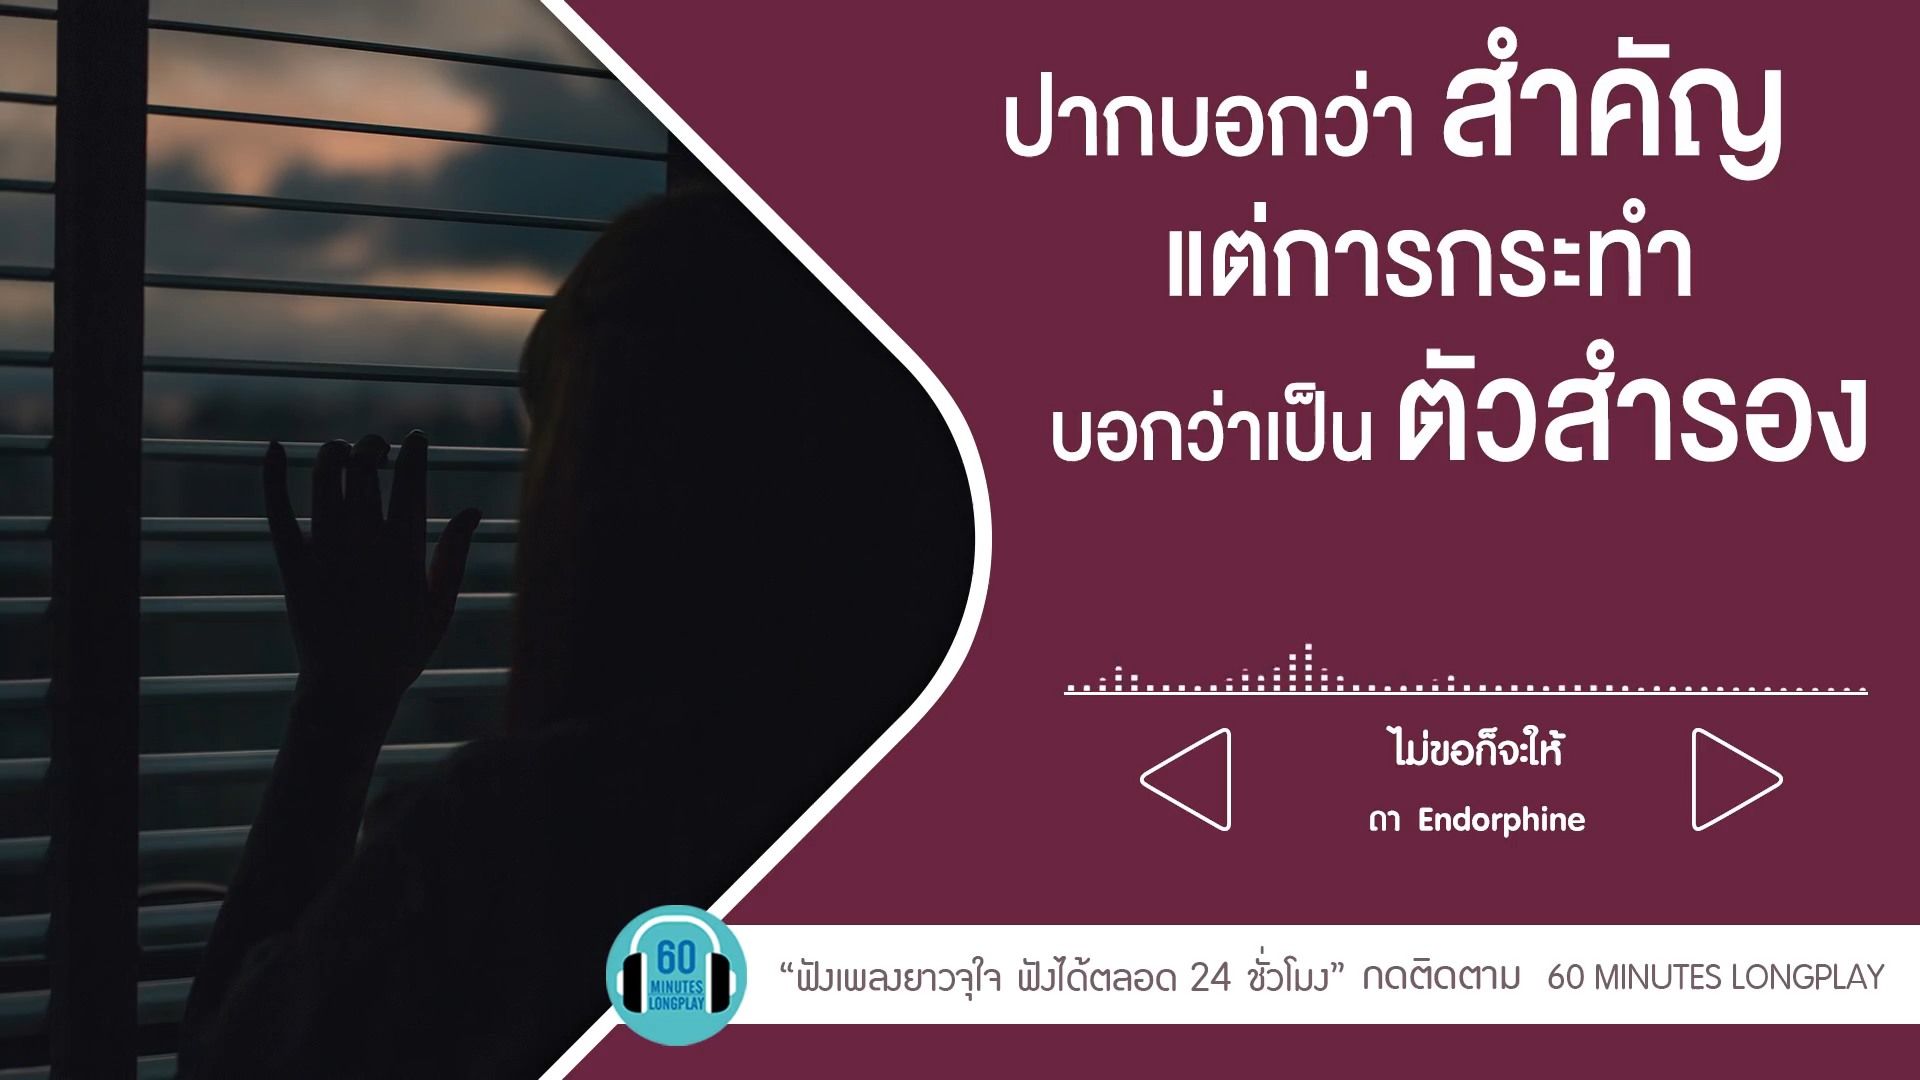 ปากบอกว่า สำคัญ
แต่การกระทำ
บอกว่าเป็น ตัวสำรอง
ไม่ขอก็จะให้
ดา Endorphine
60
MINUTES
LONGPLAY
“ฟังเพลงยาวจุใจ ฟังได้ตลอด 24 ชั่วโมง” กดติดตาม 60 MINUTES LONGPLAY